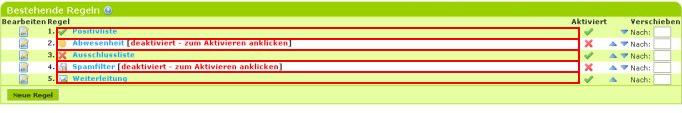 Bestehende Regeln
Bearbeiten Regel Aktiviert Verschieben
1. Positivliste Nach:
2. Abwesenheit [deaktiviert - zum Aktivieren anklicken] Nach:
3. Ausschlussliste Nach:
4. Spamfilter [deaktiviert - zum Aktivieren anklicken] Nach:
5. Weiterleitung Nach:
Neue Regel